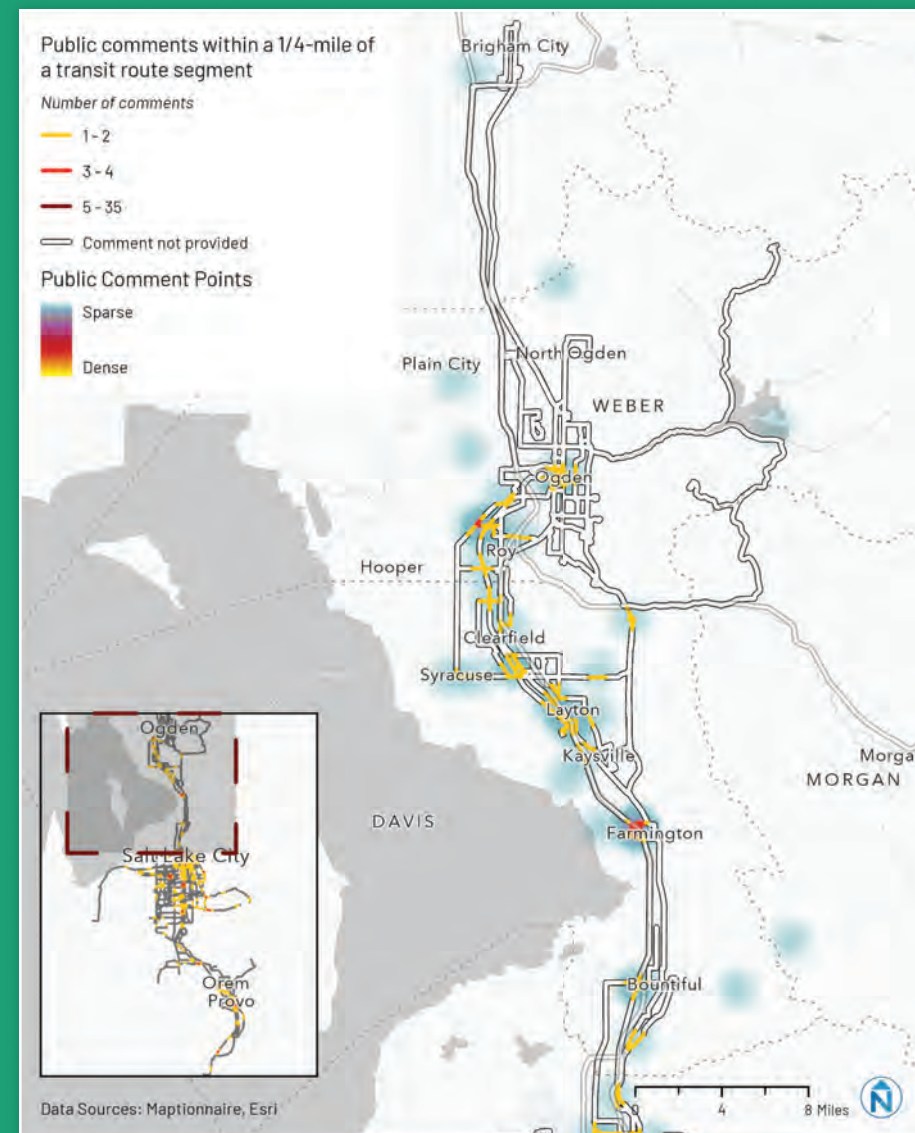 Public comments within a 1/4-mile of
a transit route segment
Number of comments
1 - 2
3 - 4
5 - 35
Comment not provided
Public Comment Points
Sparse
Dense
Brigham City
Plain City
North Ogden
WEBER
Ogden
Roy
Hooper
Clearfield
Syracuse
Layton
Kaysville
Morga
MORGAN
DAVIS
Farmington
Bountiful
Ogden
Salt Lake City
Orem
Provo
0 4 8 Miles
N
Data Sources: Maptionnaire, Esri